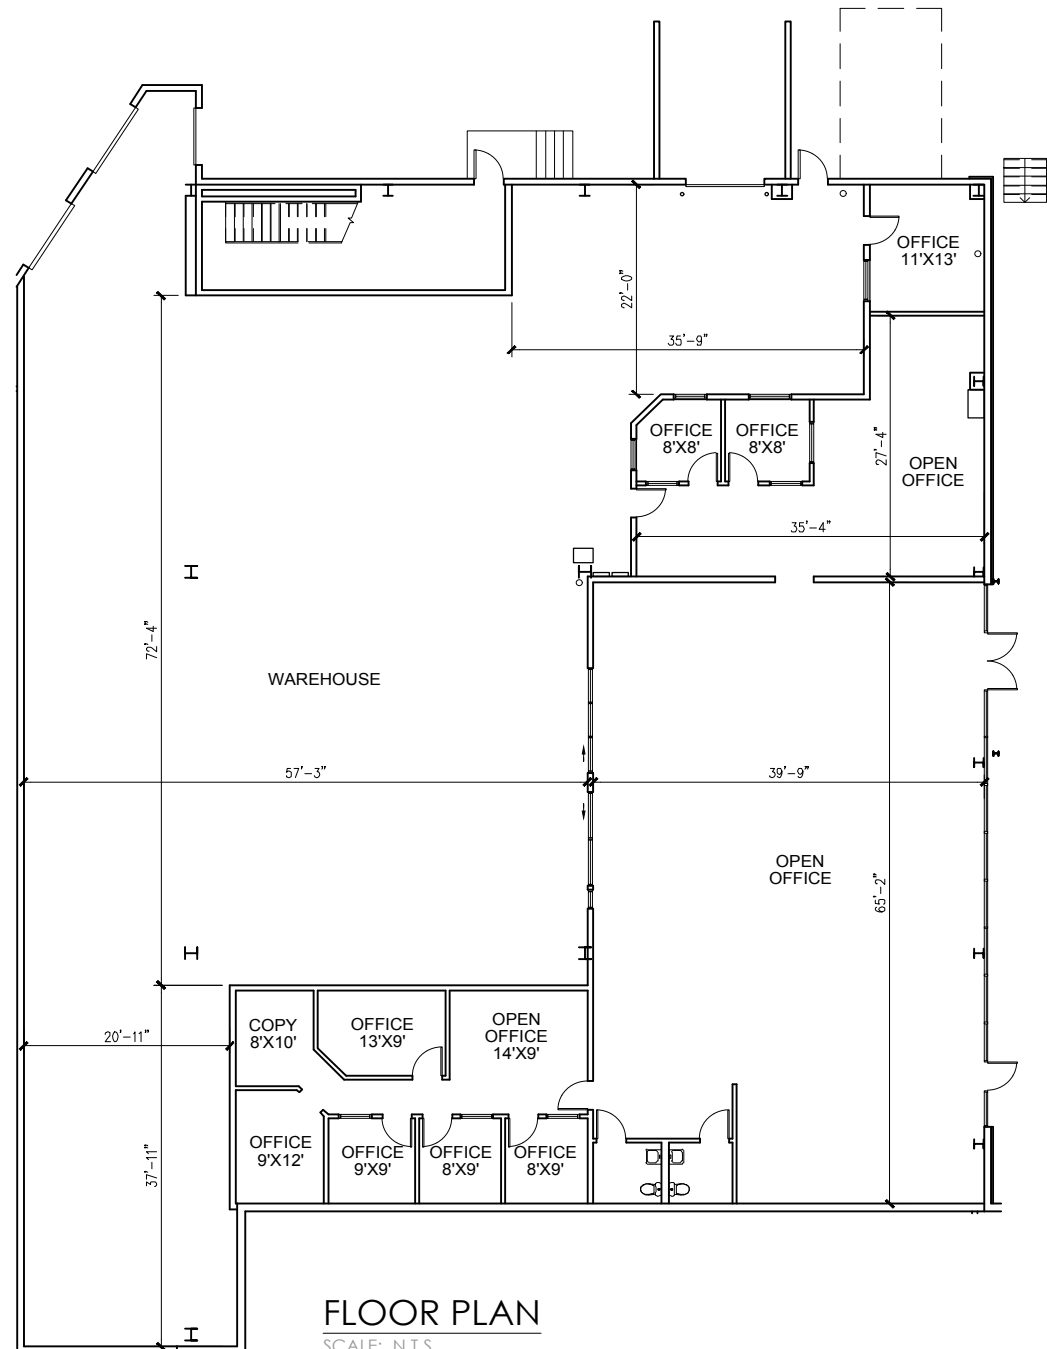 OFFICE
11'X13'
22'-0"
35'-9"
OFFICE
8'X8'
OFFICE
8'X8'
27'-4"
OPEN
OFFICE
35'-4"
72'-4"
WAREHOUSE
57'-3"
39'-9"
OPEN
OFFICE
65'-2"
COPY
8'X10'
OFFICE
13'X9'
OPEN
OFFICE
14'X9'
20'-11"
OFFICE
9'X12'
OFFICE
9'X9'
OFFICE
8'X9'
OFFICE
8'X9'
37'-11"
FLOOR PLAN
SCALE: N.T.S.